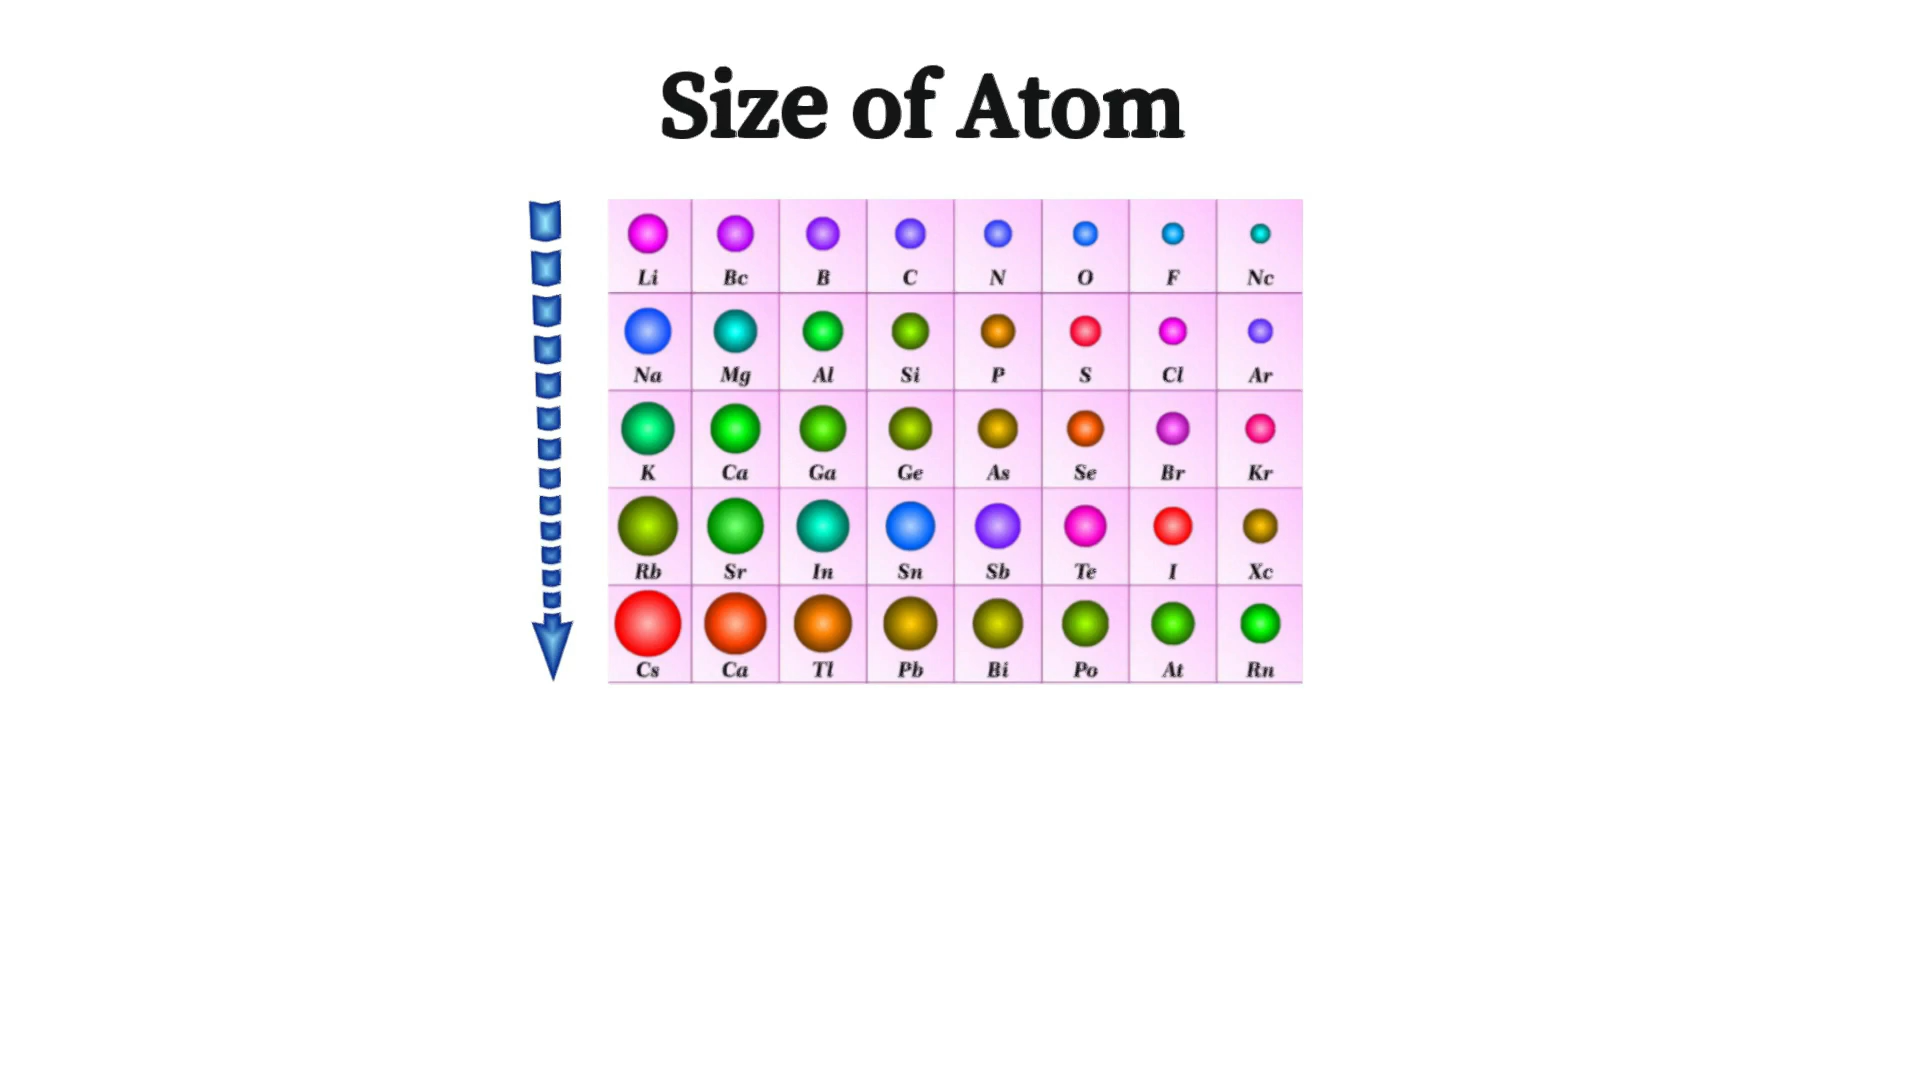 Size of Atom
Li Bc B C N O F Nc
Na Mg Al Si P S Cl Ar
K Ca Ga Ge As Se Br Kr
Rb Sr In Sn Sb Te I Xc
Cs Ca Tl Pb Bi Po At Rn